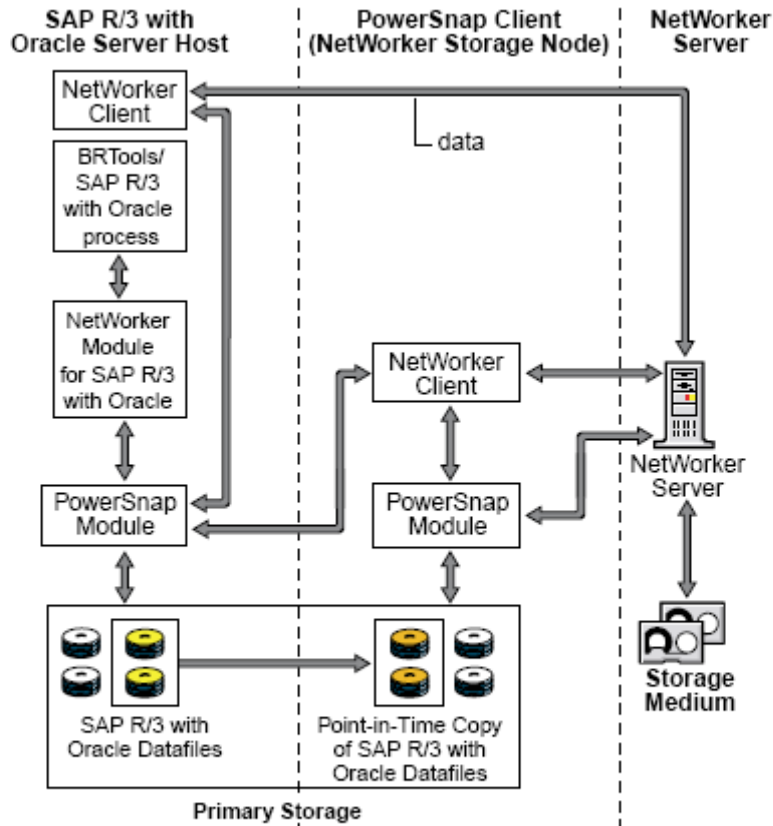 SAP R/3 with
Oracle Server Host
PowerSnap Client
(NetWorker Storage Node)
NetWorker
Server
NetWorker
Client
data
BRTools/
SAP R/3
with Oracle
process
NetWorker
Module
for SAP R/3
with Oracle
NetWorker
Client
NetWorker
Server
PowerSnap
Module
PowerSnap
Module
Storage
Medium
SAP R/3 with
Oracle Datafiles
Point-in-Time Copy
of SAP R/3 with
Oracle Datafiles
Primary Storage